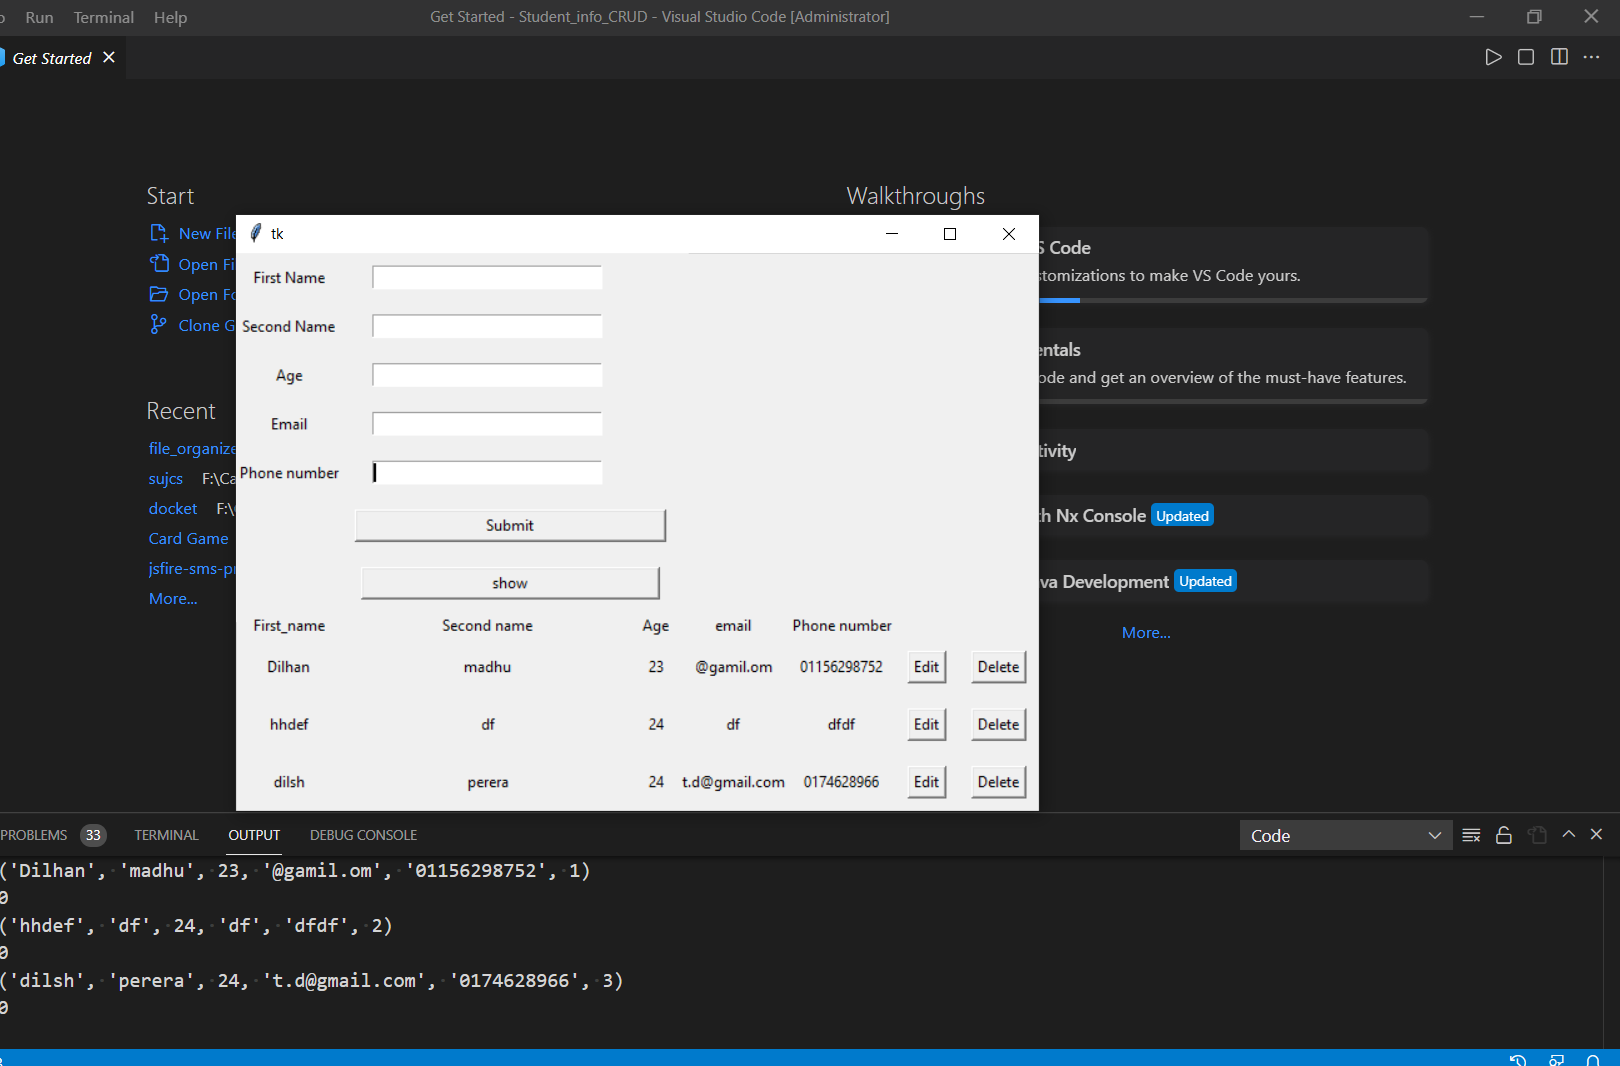 Run Terminal Help
Get Started - Student_info_CRUD - Visual Studio Code [Administrator]
Get Started
Start
Walkthroughs
New File
Open Fi
Open Fo
Clone G
S Code
stomizations to make VS Code yours.
entals
ode and get an overview of the must-have features.
tivity
th Nx Console Updated
va Development Updated
More...
Recent
file_organize
sujcs F:\Ca
docket F:\
Card Game
jsfire-sms-p
More...
tk
First Name
Second Name
Age
Email
Phone number
Submit
show
First_name Second name Age email Phone number
Dilhan madhu 23 @gamil.om 01156298752 Edit Delete
hhdef df 24 df dfdf Edit Delete
dilsh perera 24 t.d@gmail.com 0174628966 Edit Delete
PROBLEMS 33 TERMINAL OUTPUT DEBUG CONSOLE Code
('Dilhan', 'madhu', 23, '@gamil.om', '01156298752', 1)
0
('hhdef', 'df', 24, 'df', 'dfdf', 2)
0
('dilsh', 'perera', 24, 't.d@gmail.com', '0174628966', 3)
0